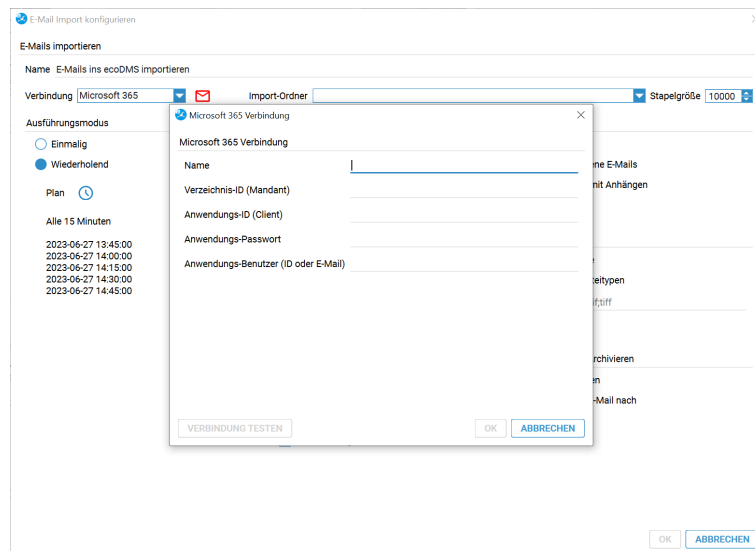 E-Mail Import konfigurieren
E-Mails importieren
Name E-Mails ins ecoDMS importieren
Verbindung Microsoft 365 Import-Ordner Stapelgröße 10000
Ausführungsmodus
Einmalig
Wiederholend
Plan
Alle 15 Minuten
2023-06-27 13:45:00
2023-06-27 14:00:00
2023-06-27 14:15:00
2023-06-27 14:30:00
2023-06-27 14:45:00
Microsoft 365 Verbindung
Microsoft 365 Verbindung
Name
Verzeichnis-ID (Mandant)
Anwendungs-ID (Client)
Anwendungs-Passwort
Anwendungs-Benutzer (ID oder E-Mail)
VERBINDUNG TESTEN OK ABBRECHEN
ne E-Mails
mit Anhängen
teitypen
if;tiff
rchivieren
en
-Mail nach
OK ABBRECHEN